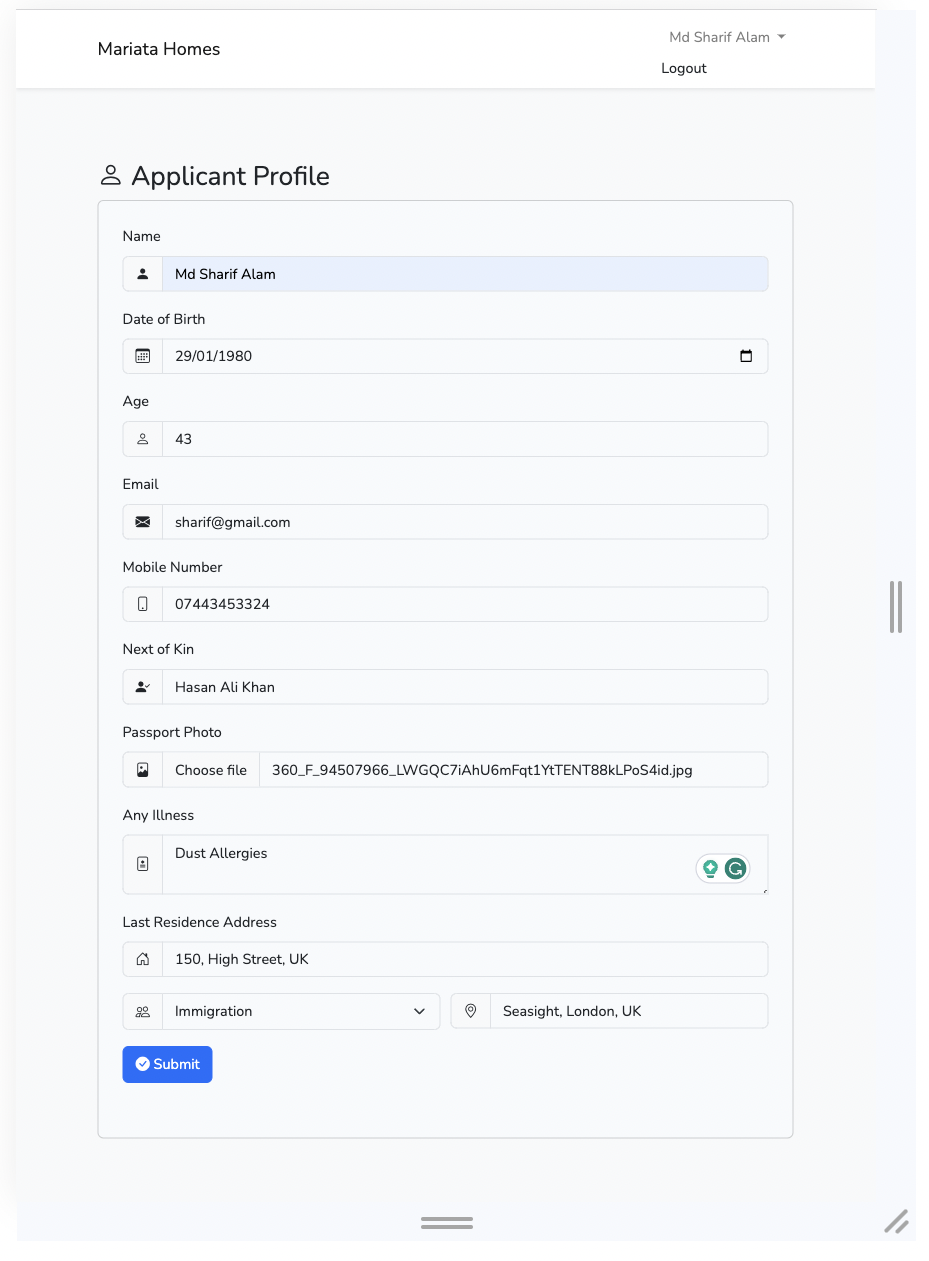 Mariata Homes
Md Sharif Alam
Logout
Applicant Profile
Name
Md Sharif Alam
Date of Birth
29/01/1980
Age
43
Email
sharif@gmail.com
Mobile Number
07443453324
Next of Kin
Hasan Ali Khan
Passport Photo
Choose file 360_F_94507966_LWGQC7iAhU6mFqt1YtTENT88kLPoS4id.jpg
Any Illness
Dust Allergies
Last Residence Address
150, High Street, UK
Immigration Seasight, London, UK
Submit